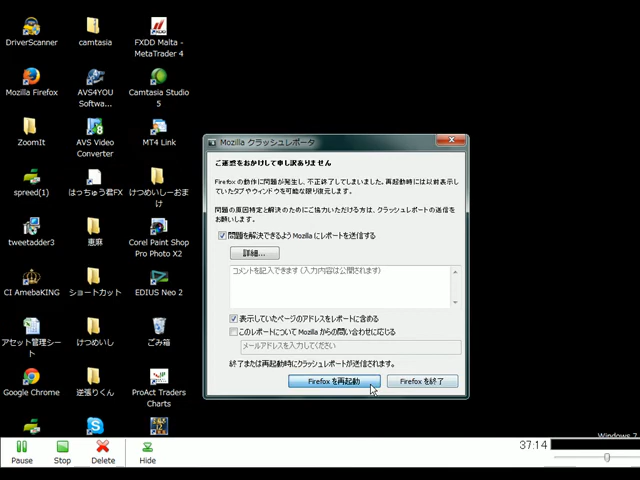 DriverScanner
camtasia
FXDD Malta -
MetaTrader 4
Mozilla Firefox
AVS4YOU
Softwa...
Camtasia Studio
5
ZoomIt
AVS Video
Converter
MT4 Link
spreed(1)
はっちゅう君FX
けつめいしーおま
け
tweetadder3
恵麻
Corel Paint Shop
Pro Photo X2
CI AmebaKING
ショートカット
EDIUS Neo 2
アセット管理シー
ト
けつめいし
ごみ箱
Google Chrome
逆張りくん
ProAct Traders
Charts
Mozilla クラッシュレポータ
ご迷惑をおかけして申し訳ありません
Firefox の動作に問題が発生し、不正終了してしまいました。再起動時には以前表示し
ていたタブやウィンドウを可能な限り復元します。
問題の原因特定と解決のためにご協力いただける方は、クラッシュレポートの送信を
お願いします。
問題を解決できるよう Mozilla にレポートを送信する
詳細...
コメントを記入できます (入力内容は公開されます)
表示していたページのアドレスをレポートに含める
このレポートについて Mozilla からの問い合わせに応じる
メールアドレスを入力してください
終了または再起動時にクラッシュレポートが送信されます。
Firefox を再起動
Firefox を終了
Windows 7
37:14
Pause
Stop
Delete
Hide